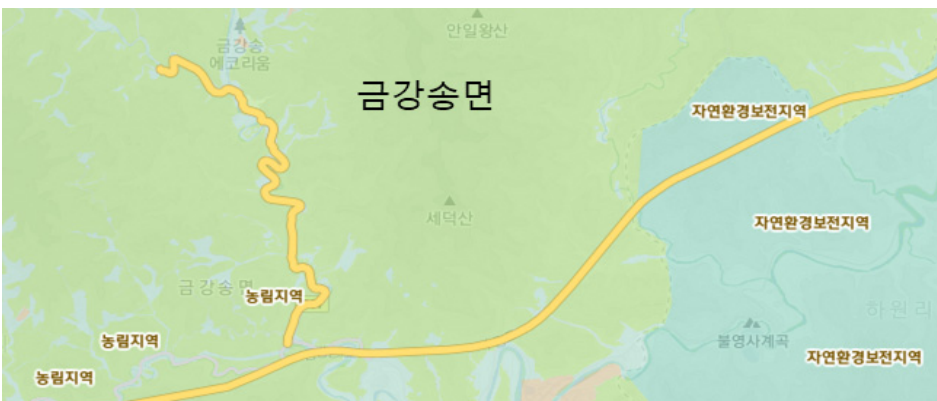 안일왕산
금강송
에코리움
금강송면
자연환경보전지역
세덕산
자연환경보전지역
금강송면
농림지역
하원리
농림지역
불영사계곡
자연환경보전지역
농림지역